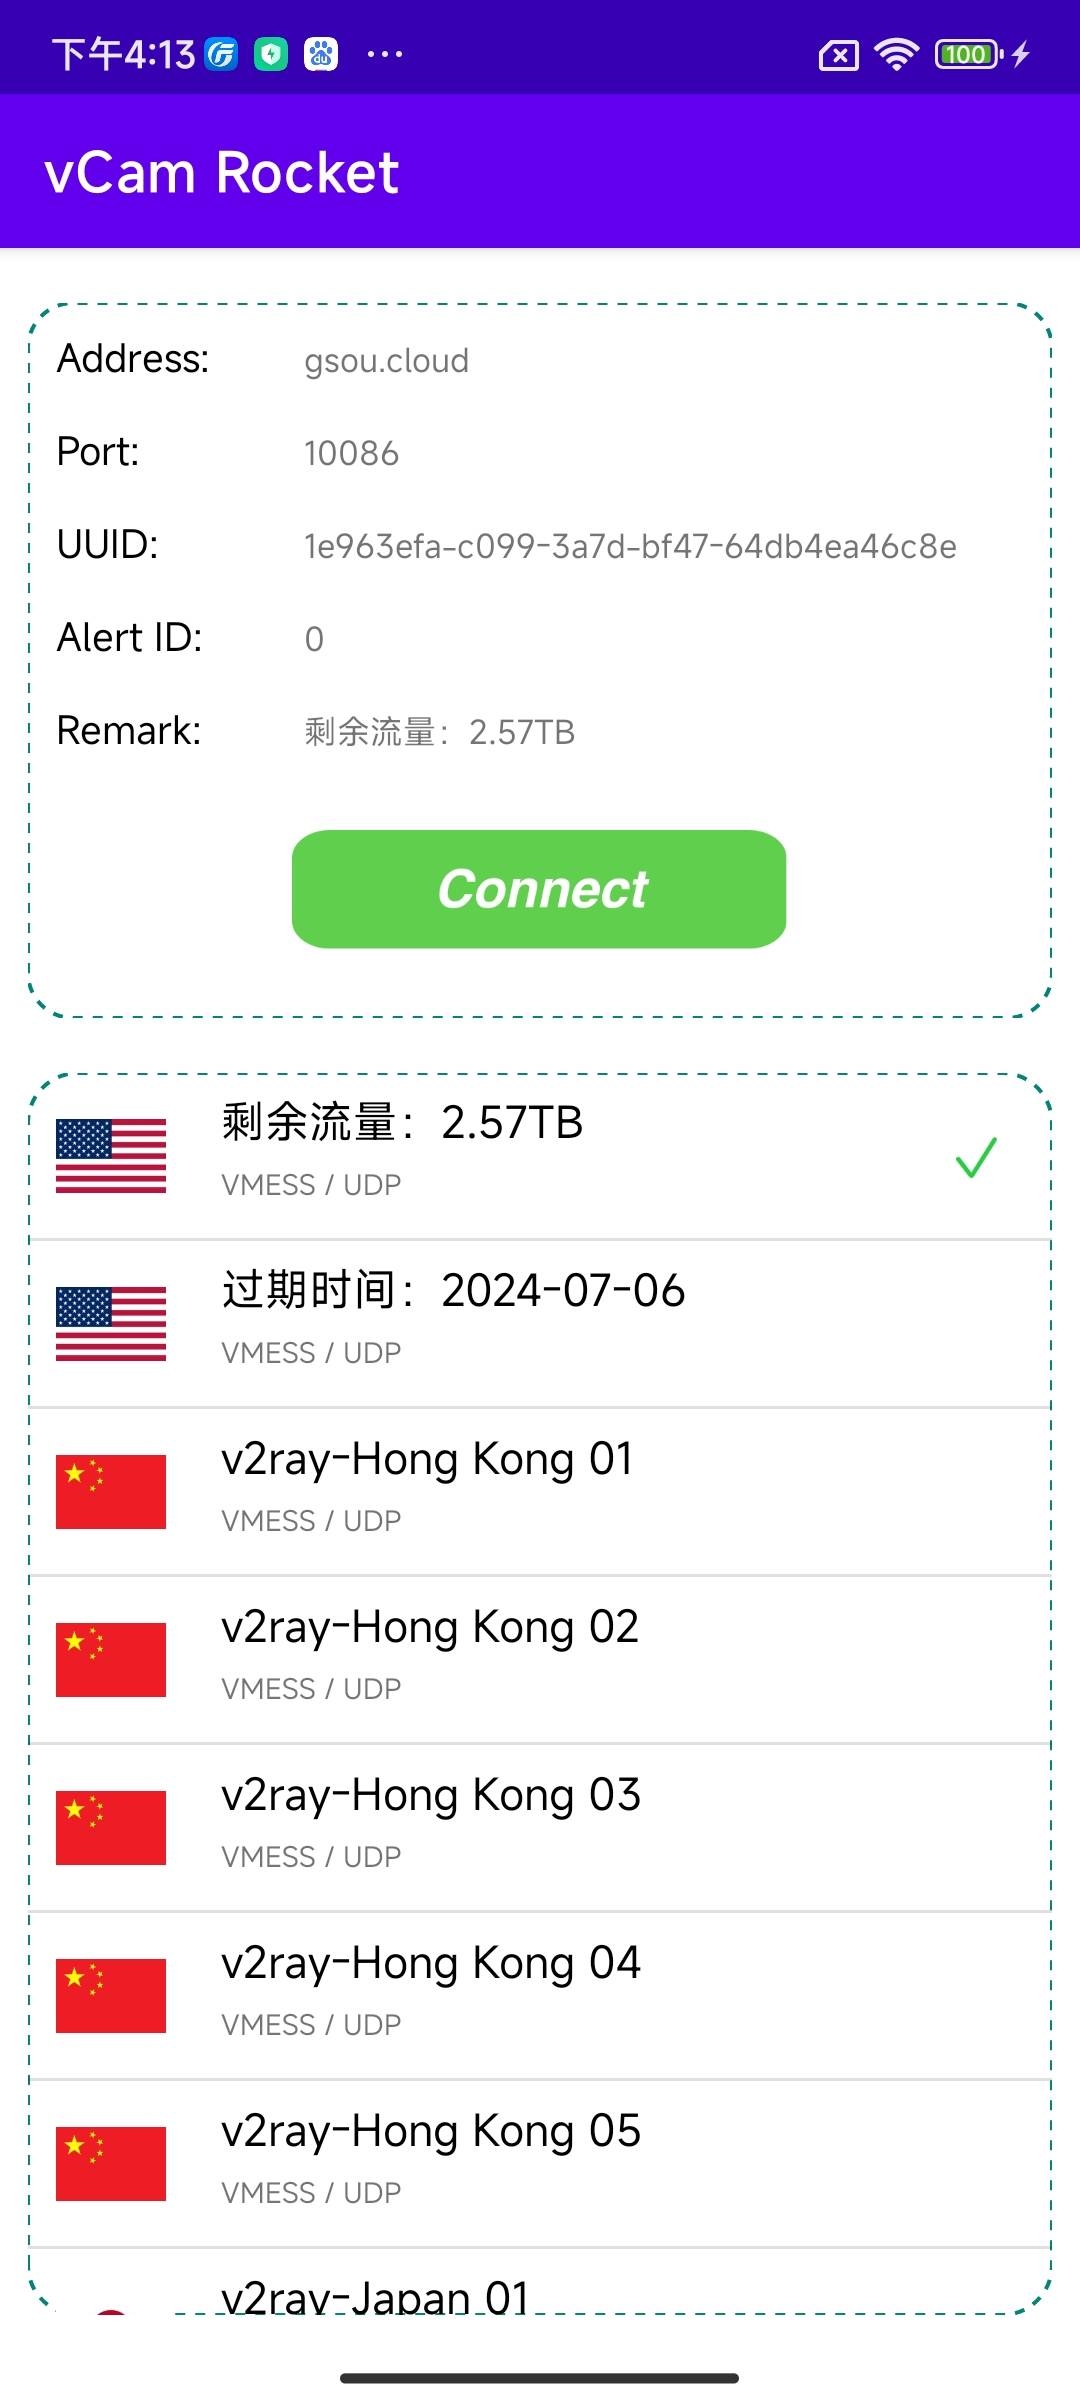 下午4:13
du
100
vCam Rocket
Address: gsou.cloud
Port: 10086
UUID: 1e963efa-c099-3a7d-bf47-64db4ea46c8e
Alert ID: 0
Remark: 剩余流量：2.57TB
Connect
剩余流量：2.57TB
VMESS / UDP
过期时间：2024-07-06
VMESS / UDP
v2ray-Hong Kong 01
VMESS / UDP
v2ray-Hong Kong 02
VMESS / UDP
v2ray-Hong Kong 03
VMESS / UDP
v2ray-Hong Kong 04
VMESS / UDP
v2ray-Hong Kong 05
VMESS / UDP
v2ray-Japan 01